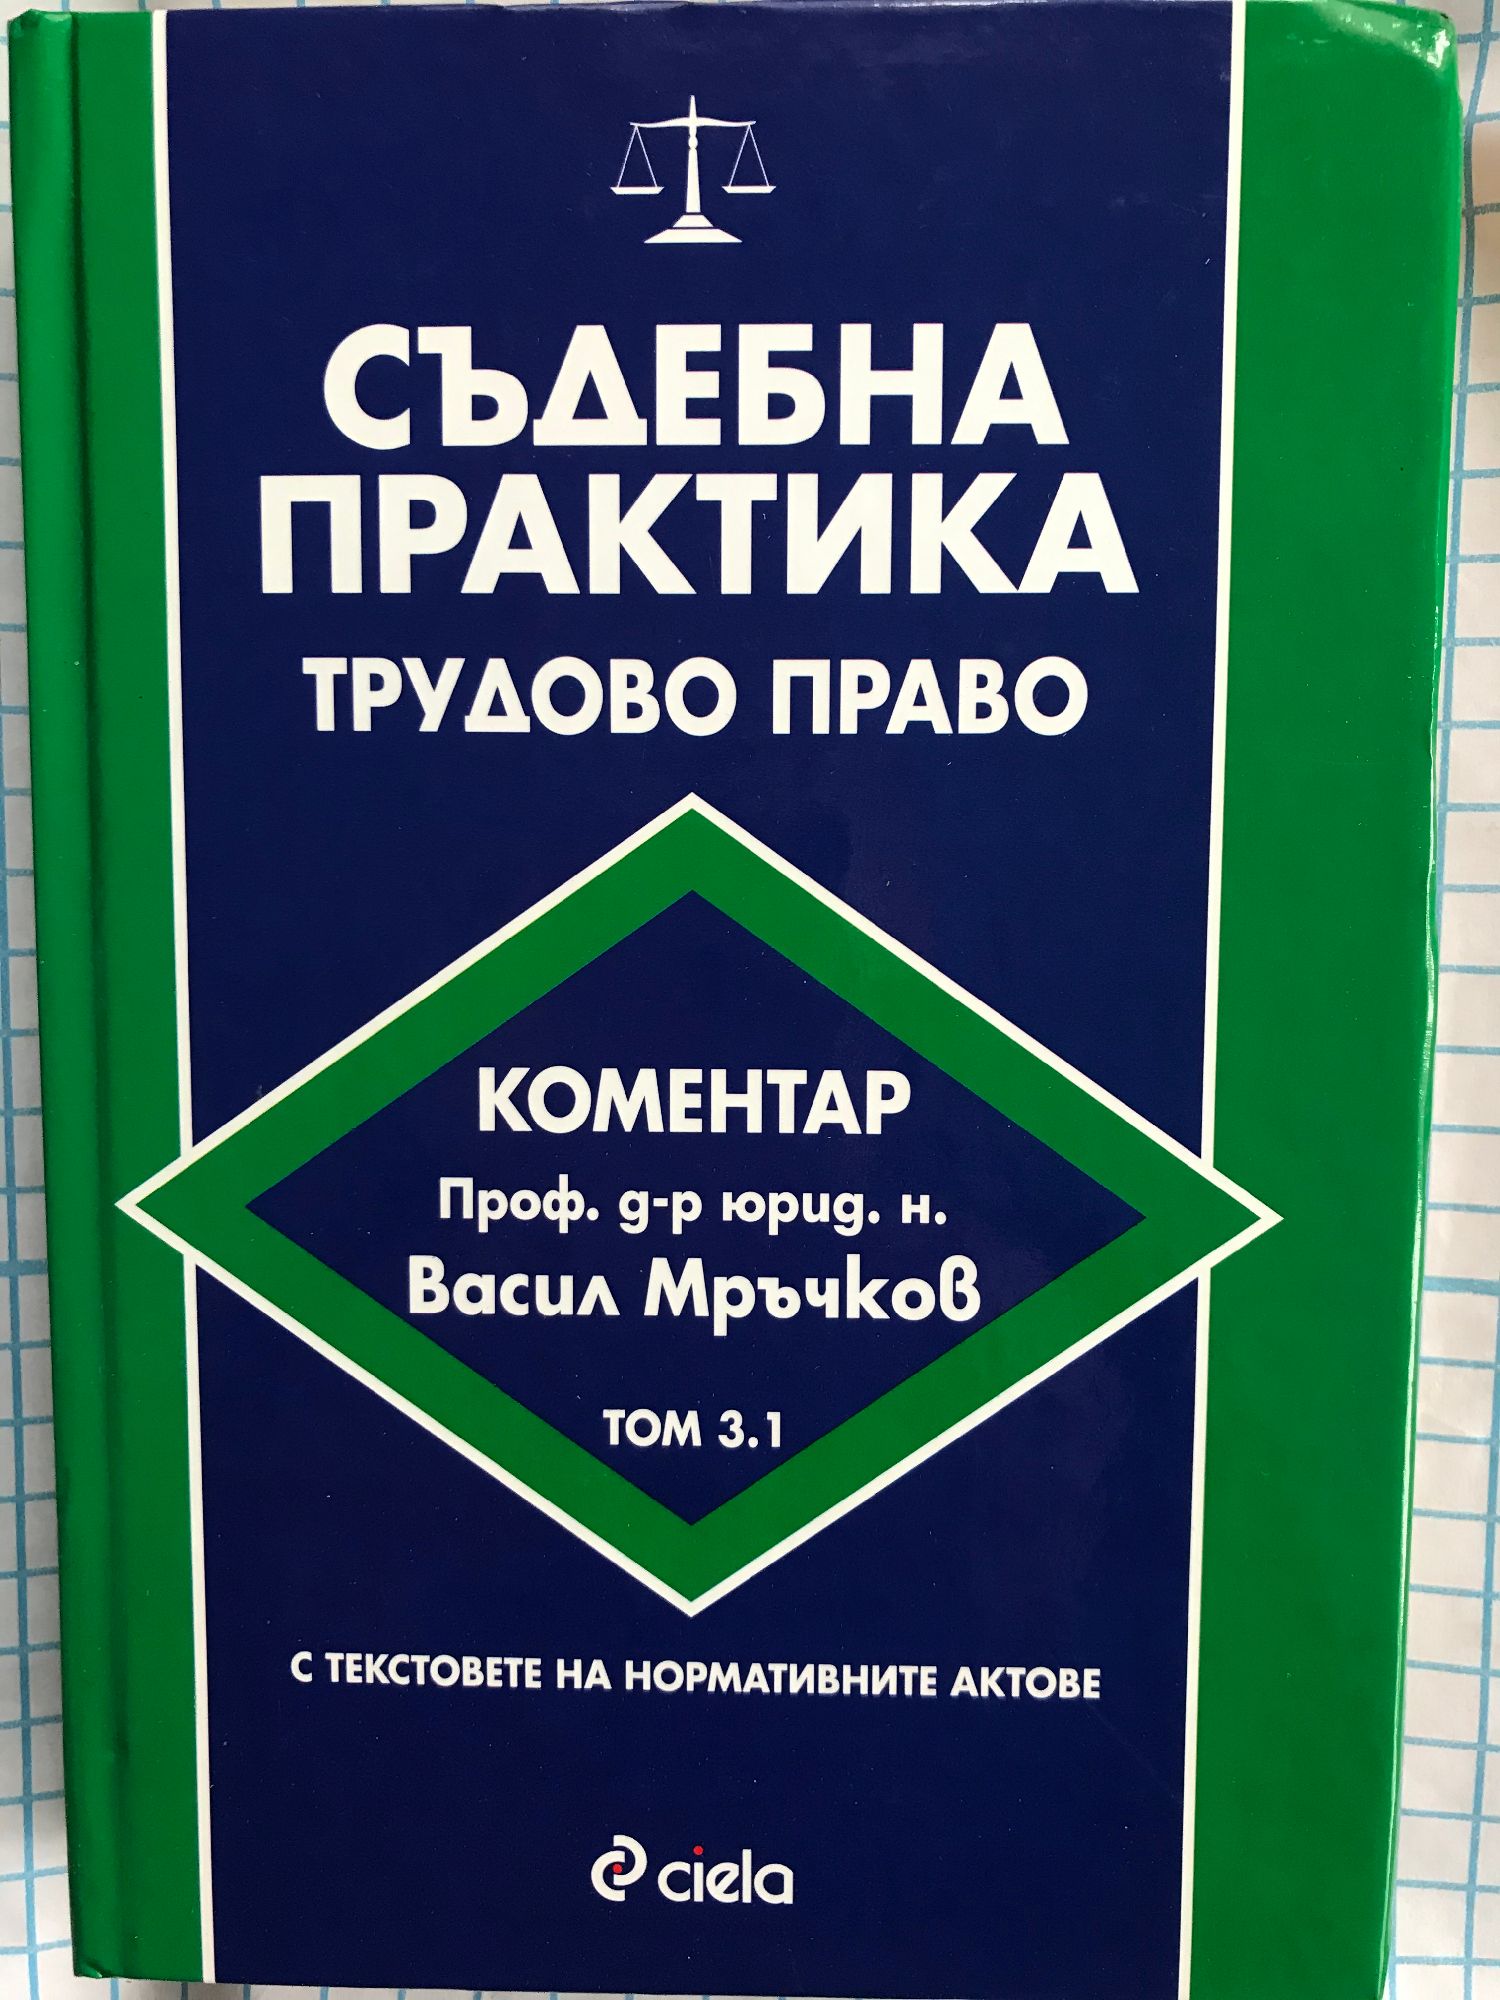 СЪДЕБНА
ПРАКТИКА
ТРУДОВО ПРАВО
КОМЕНТАР
Проф. д-р юрид. н.
Васил Мръчков
ТОМ 3.1
С ТЕКСТОВЕТЕ НА НОРМАТИВНИТЕ АКТОВЕ
ciela